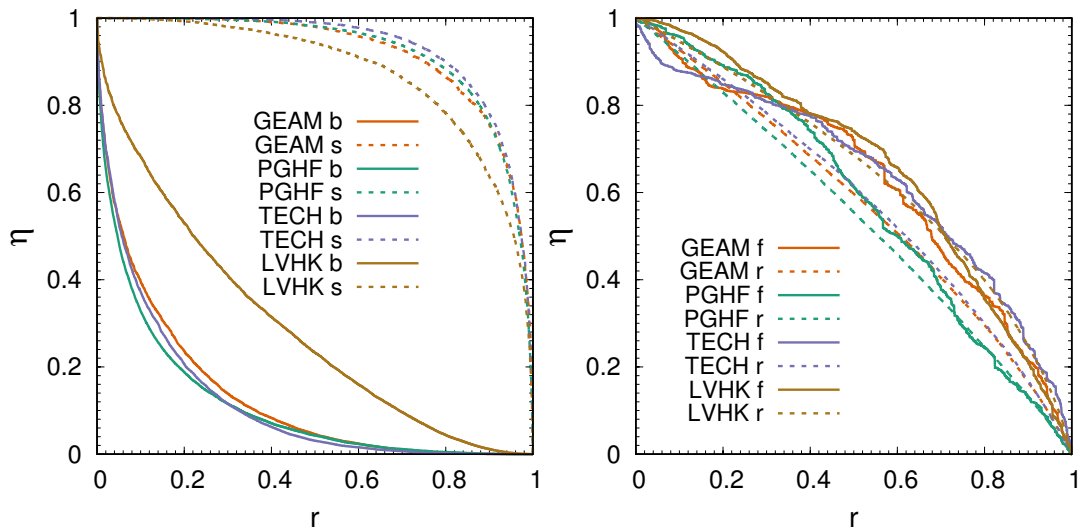 1
0.8
0.6
0.4
0.2
0
η
0 0.2 0.4 0.6 0.8 1
r
GEAM b
GEAM s
PGHF b
PGHF s
TECH b
TECH s
LVHK b
LVHK s
1
0.8
0.6
0.4
0.2
0
η
0 0.2 0.4 0.6 0.8 1
r
GEAM f
GEAM r
PGHF f
PGHF r
TECH f
TECH r
LVHK f
LVHK r